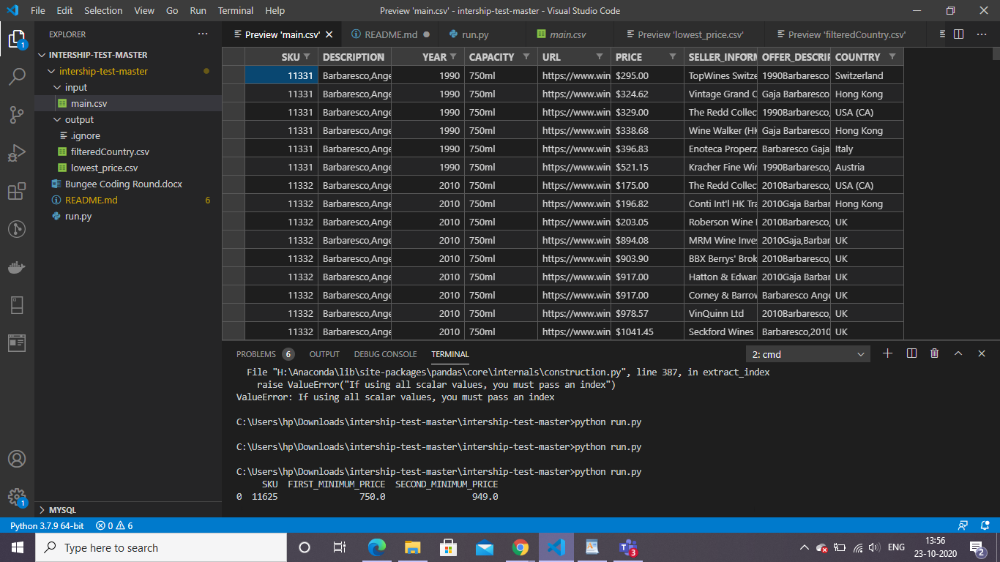 File Edit Selection View Go Run Terminal Help Preview 'main.csv' - intership-test-master - Visual Studio Code
EXPLORER
Preview 'main.csv' README.md run.py main.csv Preview 'lowest_price.csv' Preview 'filteredCountry.csv'
INTERSHIP-TEST-MASTER
intership-test-master
input
main.csv
output
.ignore
filteredCountry.csv
lowest_price.csv
Bungee Coding Round.docx
README.md 6
run.py
MYSQL
1
1
SKU DESCRIPTION YEAR CAPACITY URL PRICE SELLER_INFORM OFFER_DESCRIP COUNTRY
11331 Barbaresco,Ange 1990 750ml https://www.win $295.00 TopWines Switze 1990Barbaresco Switzerland
11331 Barbaresco,Ange 1990 750ml https://www.win $324.62 Vintage Grand C Gaja Barbaresco Hong Kong
11331 Barbaresco,Ange 1990 750ml https://www.win $329.00 The Redd Collec 1990Barbaresco, USA (CA)
11331 Barbaresco,Ange 1990 750ml https://www.win $338.68 Wine Walker (HK Gaja Barbaresco, Hong Kong
11331 Barbaresco,Ange 1990 750ml https://www.win $396.83 Enoteca Properz Barbaresco Gaja Italy
11331 Barbaresco,Ange 1990 750ml https://www.win $521.15 Kracher Fine Wir 1990Barbaresco, Austria
11332 Barbaresco,Ange 2010 750ml https://www.win $175.00 The Redd Collec 2010Barbaresco, USA (CA)
11332 Barbaresco,Ange 2010 750ml https://www.win $196.82 Conti Int'l HK Tra 2010Gaja Barbar Hong Kong
11332 Barbaresco,Ange 2010 750ml https://www.win $203.05 Roberson Wine 2010Barbaresco, UK
11332 Barbaresco,Ange 2010 750ml https://www.win $894.08 MRM Wine Inves 2010Gaja,Barbar UK
11332 Barbaresco,Ange 2010 750ml https://www.win $903.90 BBX Berrys' Brok 2010Barbaresco, UK
11332 Barbaresco,Ange 2010 750ml https://www.win $917.00 Hatton & Edwar 2010Gaja Barbar UK
11332 Barbaresco,Ange 2010 750ml https://www.win $917.00 Corney & Barrow Barbaresco Ange UK
11332 Barbaresco,Ange 2010 750ml https://www.win $978.57 VinQuinn Ltd 2010Barbaresco, UK
11332 Barbaresco,Ange 2010 750ml https://www.win $1041.45 Seckford Wines Barbaresco,2010 UK
PROBLEMS 6 OUTPUT DEBUG CONSOLE TERMINAL 2: cmd
File "H:\Anaconda\lib\site-packages\pandas\core\internals\construction.py", line 387, in extract_index
raise ValueError("If using all scalar values, you must pass an index")
ValueError: If using all scalar values, you must pass an index
C:\Users\hp\Downloads\intership-test-master\intership-test-master>python run.py
C:\Users\hp\Downloads\intership-test-master\intership-test-master>python run.py
C:\Users\hp\Downloads\intership-test-master\intership-test-master>python run.py
SKU FIRST_MINIMUM_PRICE SECOND_MINIMUM_PRICE
0 11625 750.0 949.0
Python 3.7.9 64-bit 0 6
Type here to search
3
ENG
13:56
23-10-2020
2